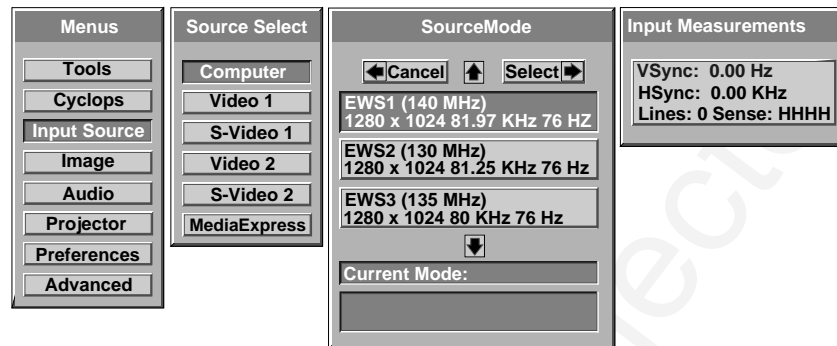 Menus
Tools
Cyclops
Input Source
Image
Audio
Projector
Preferences
Advanced
Source Select
Computer
Video 1
S-Video 1
Video 2
S-Video 2
MediaExpress
SourceMode
Cancel Select
EWS1 (140 MHz)
1280 x 1024 81.97 KHz 76 HZ
EWS2 (130 MHz)
1280 x 1024 81.25 KHz 76 Hz
EWS3 (135 MHz)
1280 x 1024 80 KHz 76 Hz
Current Mode:
Input Measurements
VSync: 0.00 Hz
HSync: 0.00 KHz
Lines: 0 Sense: HHHH